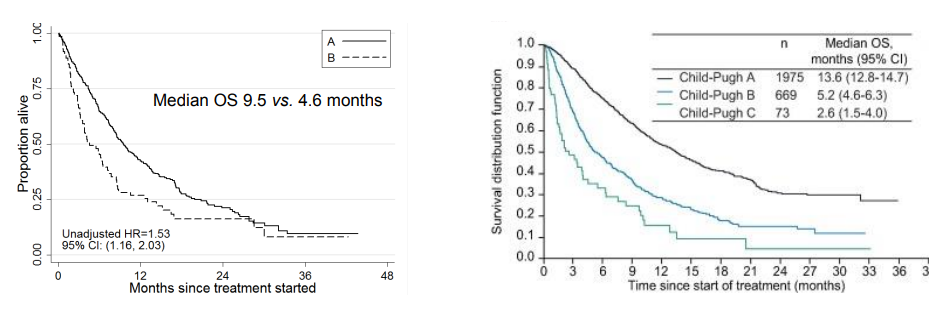 1.00
0.75
0.50
0.25
0.00
Proportion alive
A
B
Median OS 9.5 vs. 4.6 months
Unadjusted HR=1.53
95% CI: (1.16, 2.03)
0 12 24 36 48
Months since treatment started
n Median OS,
months (95% CI)
Child-Pugh A 1975 13.6 (12.8-14.7)
Child-Pugh B 669 5.2 (4.6-6.3)
Child-Pugh C 73 2.6 (1.5-4.0)
1.0
0.9
0.8
0.7
0.6
0.5
0.4
0.3
0.2
0.1
0
Survival distribution function
0 3 6 9 12 15 18 21 24 27 30 33 36 3
Time since start of treatment (months)